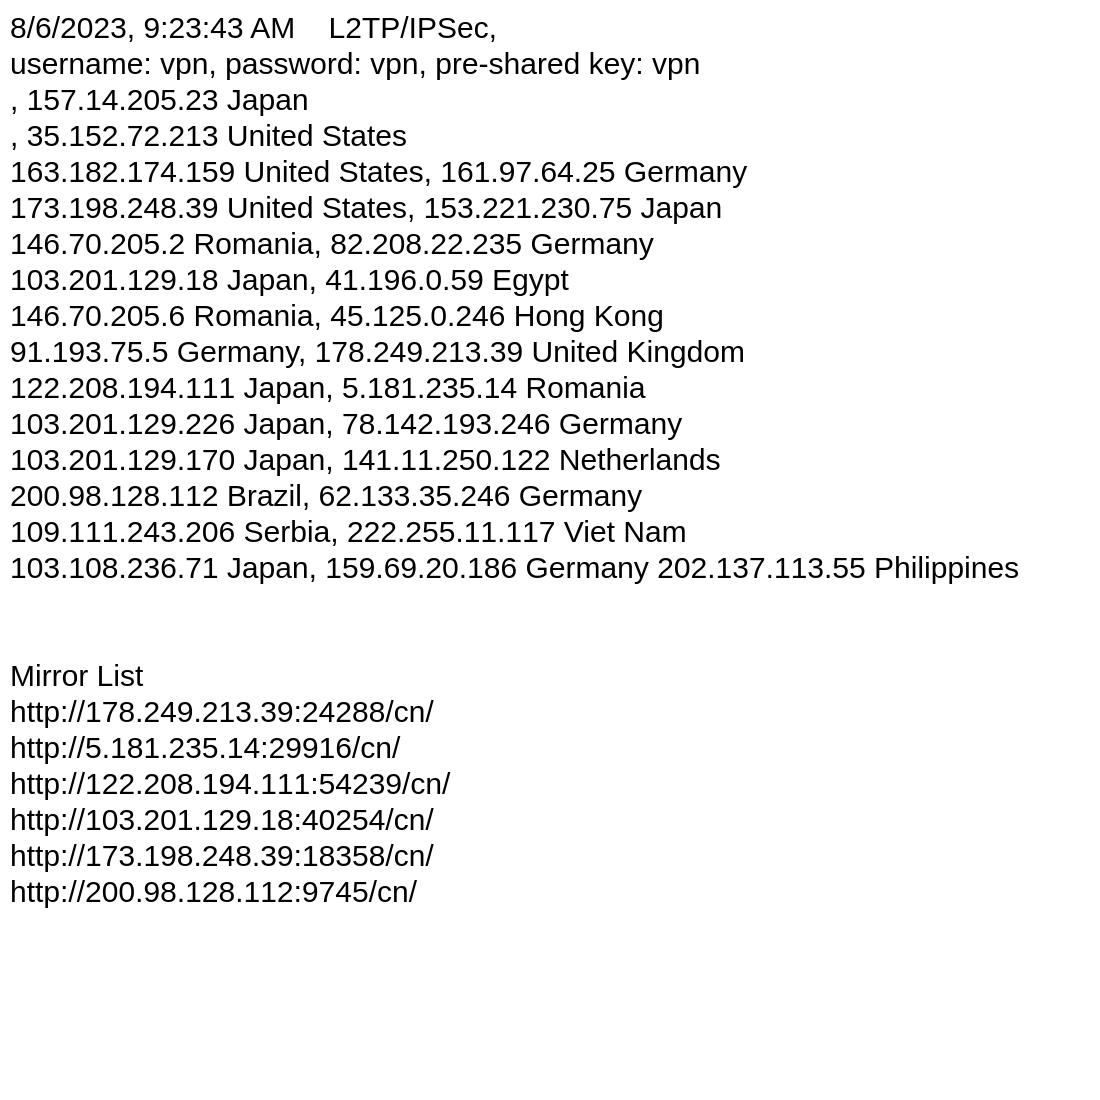 8/6/2023, 9:23:43 AM    L2TP/IPSec,
username: vpn, password: vpn, pre-shared key: vpn
, 157.14.205.23 Japan
, 35.152.72.213 United States
163.182.174.159 United States, 161.97.64.25 Germany
173.198.248.39 United States, 153.221.230.75 Japan
146.70.205.2 Romania, 82.208.22.235 Germany
103.201.129.18 Japan, 41.196.0.59 Egypt
146.70.205.6 Romania, 45.125.0.246 Hong Kong
91.193.75.5 Germany, 178.249.213.39 United Kingdom
122.208.194.111 Japan, 5.181.235.14 Romania
103.201.129.226 Japan, 78.142.193.246 Germany
103.201.129.170 Japan, 141.11.250.122 Netherlands
200.98.128.112 Brazil, 62.133.35.246 Germany
109.111.243.206 Serbia, 222.255.11.117 Viet Nam
103.108.236.71 Japan, 159.69.20.186 Germany 202.137.113.55 Philippines
Mirror List
http://178.249.213.39:24288/cn/
http://5.181.235.14:29916/cn/
http://122.208.194.111:54239/cn/
http://103.201.129.18:40254/cn/
http://173.198.248.39:18358/cn/
http://200.98.128.112:9745/cn/